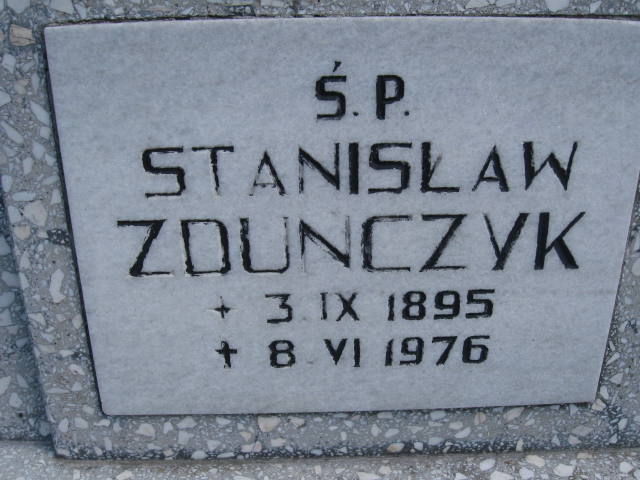 Ś.P.
STANISŁAW
ZDUNCZYK
+ 3 IX 1895
✝ 8 VI 1976